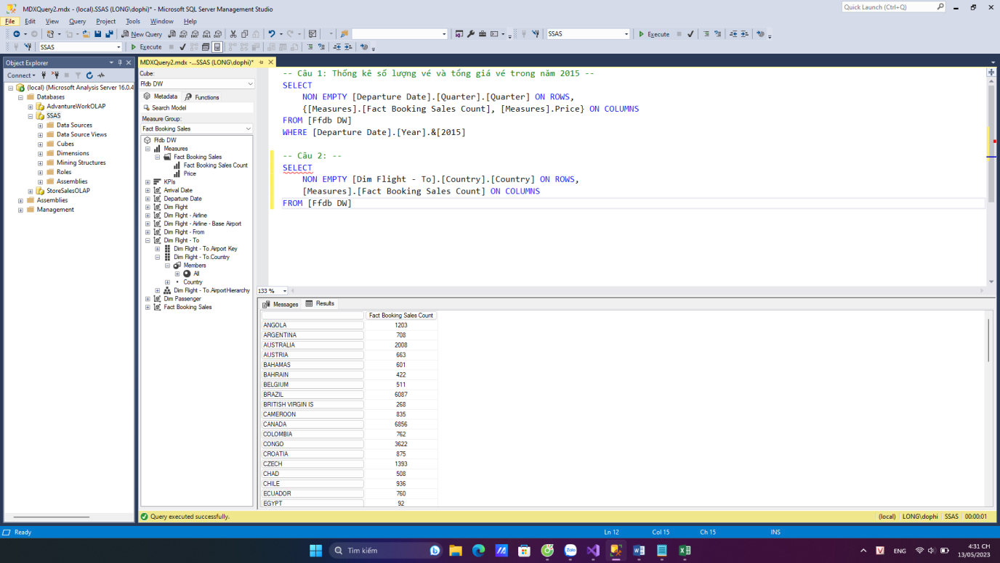 MDXQuery2.mdx - (local).SSAS (LONG\dophi)* - Microsoft SQL Server Management Studio
Quick Launch (Ctrl+Q)
File Edit View Query Project Tools Window Help
New Query MDX DMX XMLA DAX SSAS Execute
SSAS Execute
Object Explorer
Connect
(local) (Microsoft Analysis Server 16.0.4
Databases
AdvantureWorkOLAP
SSAS
Data Sources
Data Source Views
Cubes
Dimensions
Mining Structures
Roles
Assemblies
StoreSalesOLAP
Assemblies
Management
MDXQuery2.mdx -...SSAS (LONG\dophi)*
Cube:
Ffdb DW
Metadata Functions
Search Model
Measure Group:
Fact Booking Sales
Ffdb DW
Measures
Fact Booking Sales
Fact Booking Sales Count
Price
KPIs
Arrival Date
Departure Date
Dim Flight
Dim Flight - Airline
Dim Flight - Airline - Base Airport
Dim Flight - From
Dim Flight - To
Dim Flight - To.Airport Key
Dim Flight - To.Country
Members
All
Country
Dim Flight - To.AirportHierarchy
Dim Passenger
Fact Booking Sales
-- Câu 1: Thống kê số lượng vé và tổng giá vé trong năm 2015 --
SELECT
NON EMPTY [Departure Date].[Quarter].[Quarter] ON ROWS,
{[Measures].[Fact Booking Sales Count], [Measures].Price} ON COLUMNS
FROM [Ffdb DW]
WHERE [Departure Date].[Year].&[2015]
-- Câu 2: --
SELECT
NON EMPTY [Dim Flight - To].[Country].[Country] ON ROWS,
[Measures].[Fact Booking Sales Count] ON COLUMNS
FROM [Ffdb DW]
133 %
Messages Results
Fact Booking Sales Count
ANGOLA 1203
ARGENTINA 708
AUSTRALIA 2008
AUSTRIA 663
BAHAMAS 601
BAHRAIN 422
BELGIUM 511
BRAZIL 6087
BRITISH VIRGIN IS 268
CAMEROON 835
CANADA 6856
COLOMBIA 762
CONGO 3622
CROATIA 875
CZECH 1393
CHAD 508
CHILE 936
ECUADOR 760
EGYPT 92
Query executed successfully. (local) LONG\dophi SSAS 00:00:01
Ready Ln 12 Col 15 Ch 15 INS
Tìm kiếm
Zalo
V ENG
4:31 CH
13/05/2023